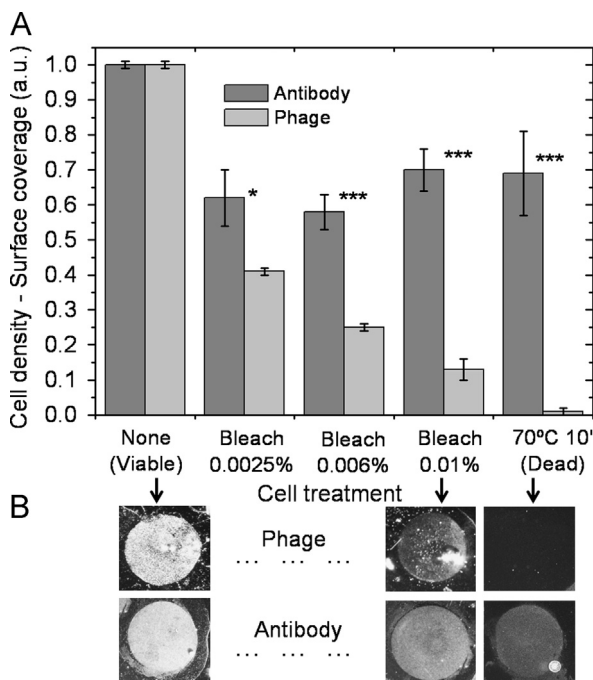 A
Cell density - Surface coverage (a.u.)
1.0
0.9
0.8
0.7
0.6
0.5
0.4
0.3
0.2
0.1
0.0
Antibody
Phage
*
***
***
***
None
(Viable)
Bleach
0.0025%
Bleach
0.006%
Bleach
0.01%
70ºC 10'
(Dead)
Cell treatment
B
Phage
... ... ...
Antibody
... ... ...